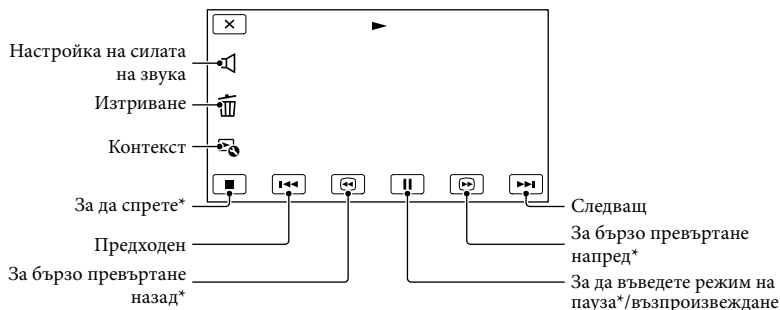 Настройка на силата
на звука
Изтриване
Контекст
За да спрете*
Предходен
За бързо превъртане
назад*
Следващ
За бързо превъртане
напред*
За да въведете режим на
пауза*/възпроизвеждане